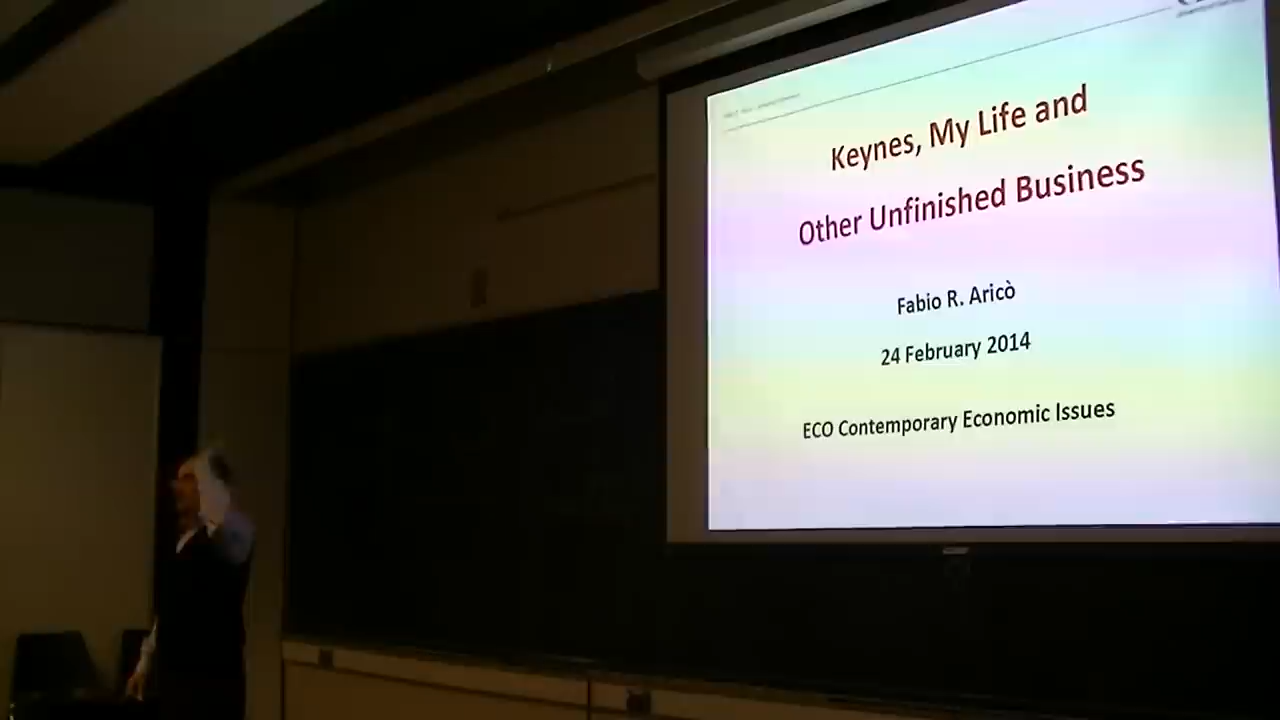 Keynes, My Life and
Other Unfinished Business
Fabio R. Aricò
24 February 2014
ECO Contemporary Economic Issues